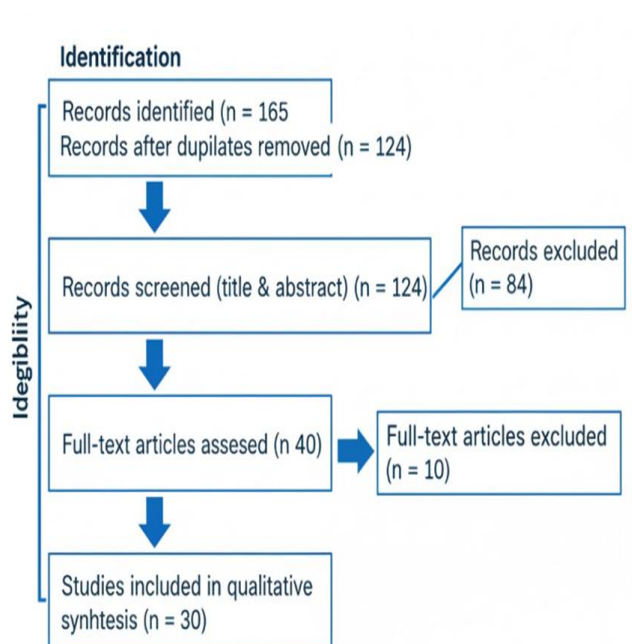 Identification
Records identified (n = 165
Records after dupilates removed (n = 124)
Records screened (title & abstract) (n = 124)
Records excluded
(n = 84)
Idegibliity
Full-text articles assesed (n 40)
Full-text articles excluded
(n = 10)
Studies included in qualitative
synhtesis (n = 30)